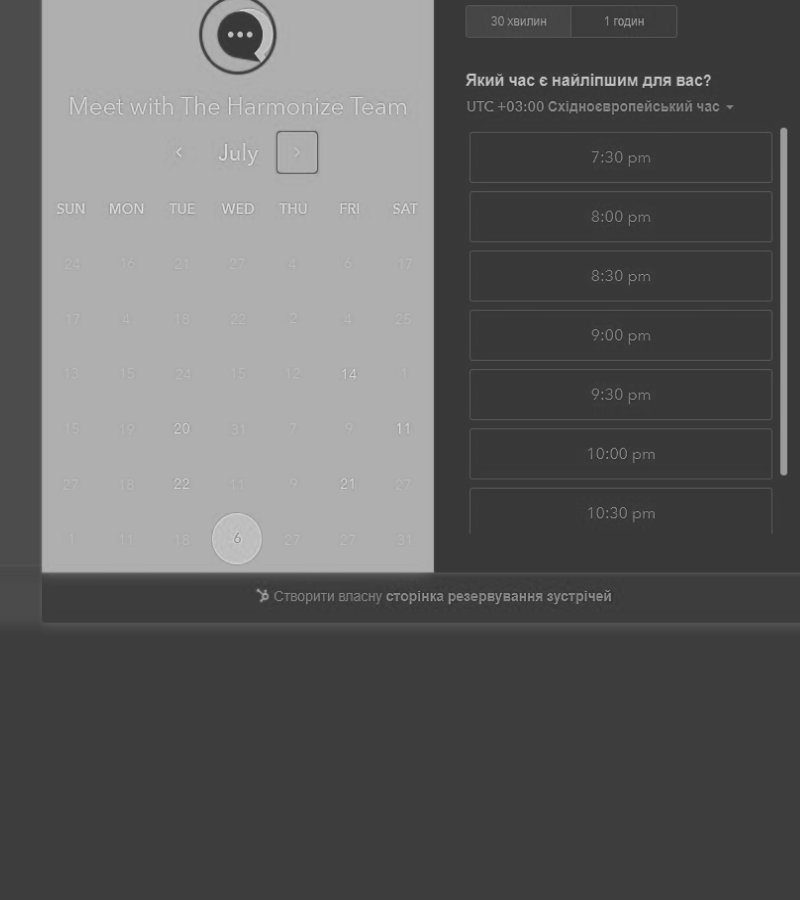 30 хвилин 1 годин
Який час є найліпшим для вас?
UTC +03:00 Східноєвропейський час
Meet with The Harmonize Team
July
SUN MON TUE WED THU FRI SAT
24 16 21 27 4 6 17
17 4 18 22 2 4 25
13 15 24 15 12 14 1
15 19 20 31 7 9 11
27 18 22 11 9 21 27
1 11 18 6 27 27 31
7:30 pm
8:00 pm
8:30 pm
9:00 pm
9:30 pm
10:00 pm
10:30 pm
Створити власну сторінка резервування зустрічей